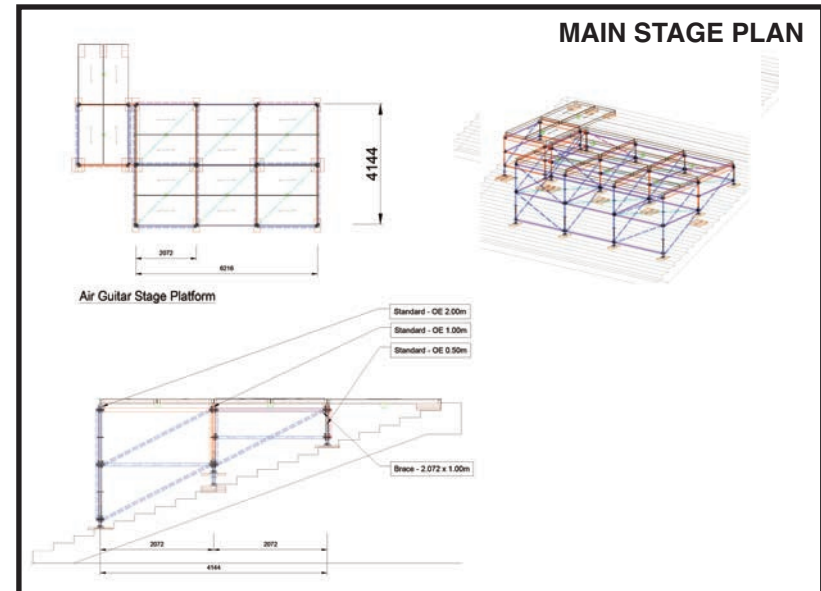 MAIN STAGE PLAN
4144
2072
6216
Air Guitar Stage Platform
Standard - OE 2.00m
Standard - OE 1.00m
Standard - OE 0.50m
Brace - 2.072 x 1.00m
2072
2072
4144